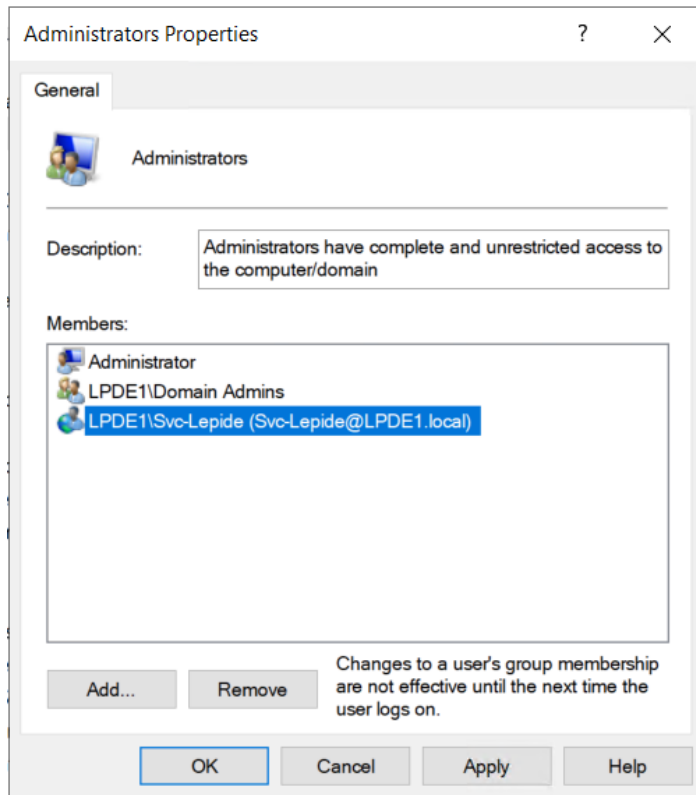 Administrators Properties
?
General
Administrators
Description:
Administrators have complete and unrestricted access to
the computer/domain
Members:
Administrator
LPDE1\Domain Admins
LPDE1\Svc-Lepide (Svc-Lepide@LPDE1.local)
Add...
Remove
Changes to a user's group membership
are not effective until the next time the
user logs on.
OK
Cancel
Apply
Help